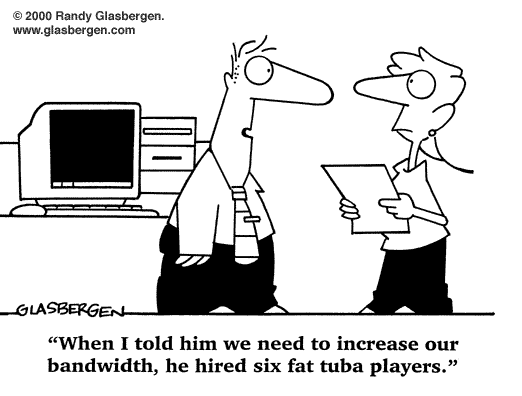 © 2000 Randy Glasbergen.
www.glasbergen.com
GLASBERGEN
“When I told him we need to increase our
bandwidth, he hired six fat tuba players.”